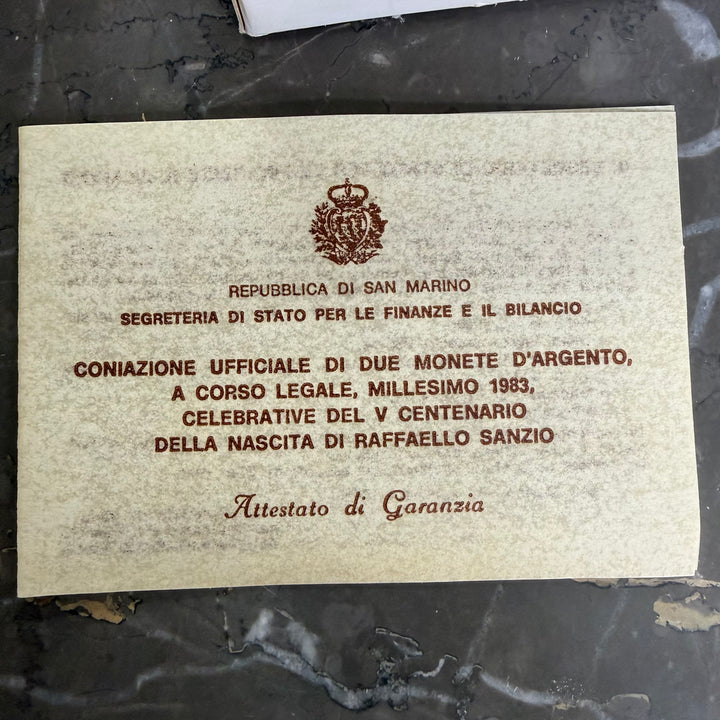 REPUBBLICA DI SAN MARINO
SEGRETERIA DI STATO PER LE FINANZE E IL BILANCIO
CONIAZIONE UFFICIALE DI DUE MONETE D'ARGENTO,
A CORSO LEGALE, MILLESIMO 1983,
CELEBRATIVE DEL V CENTENARIO
DELLA NASCITA DI RAFFAELLO SANZIO
Attestato di Garanzia